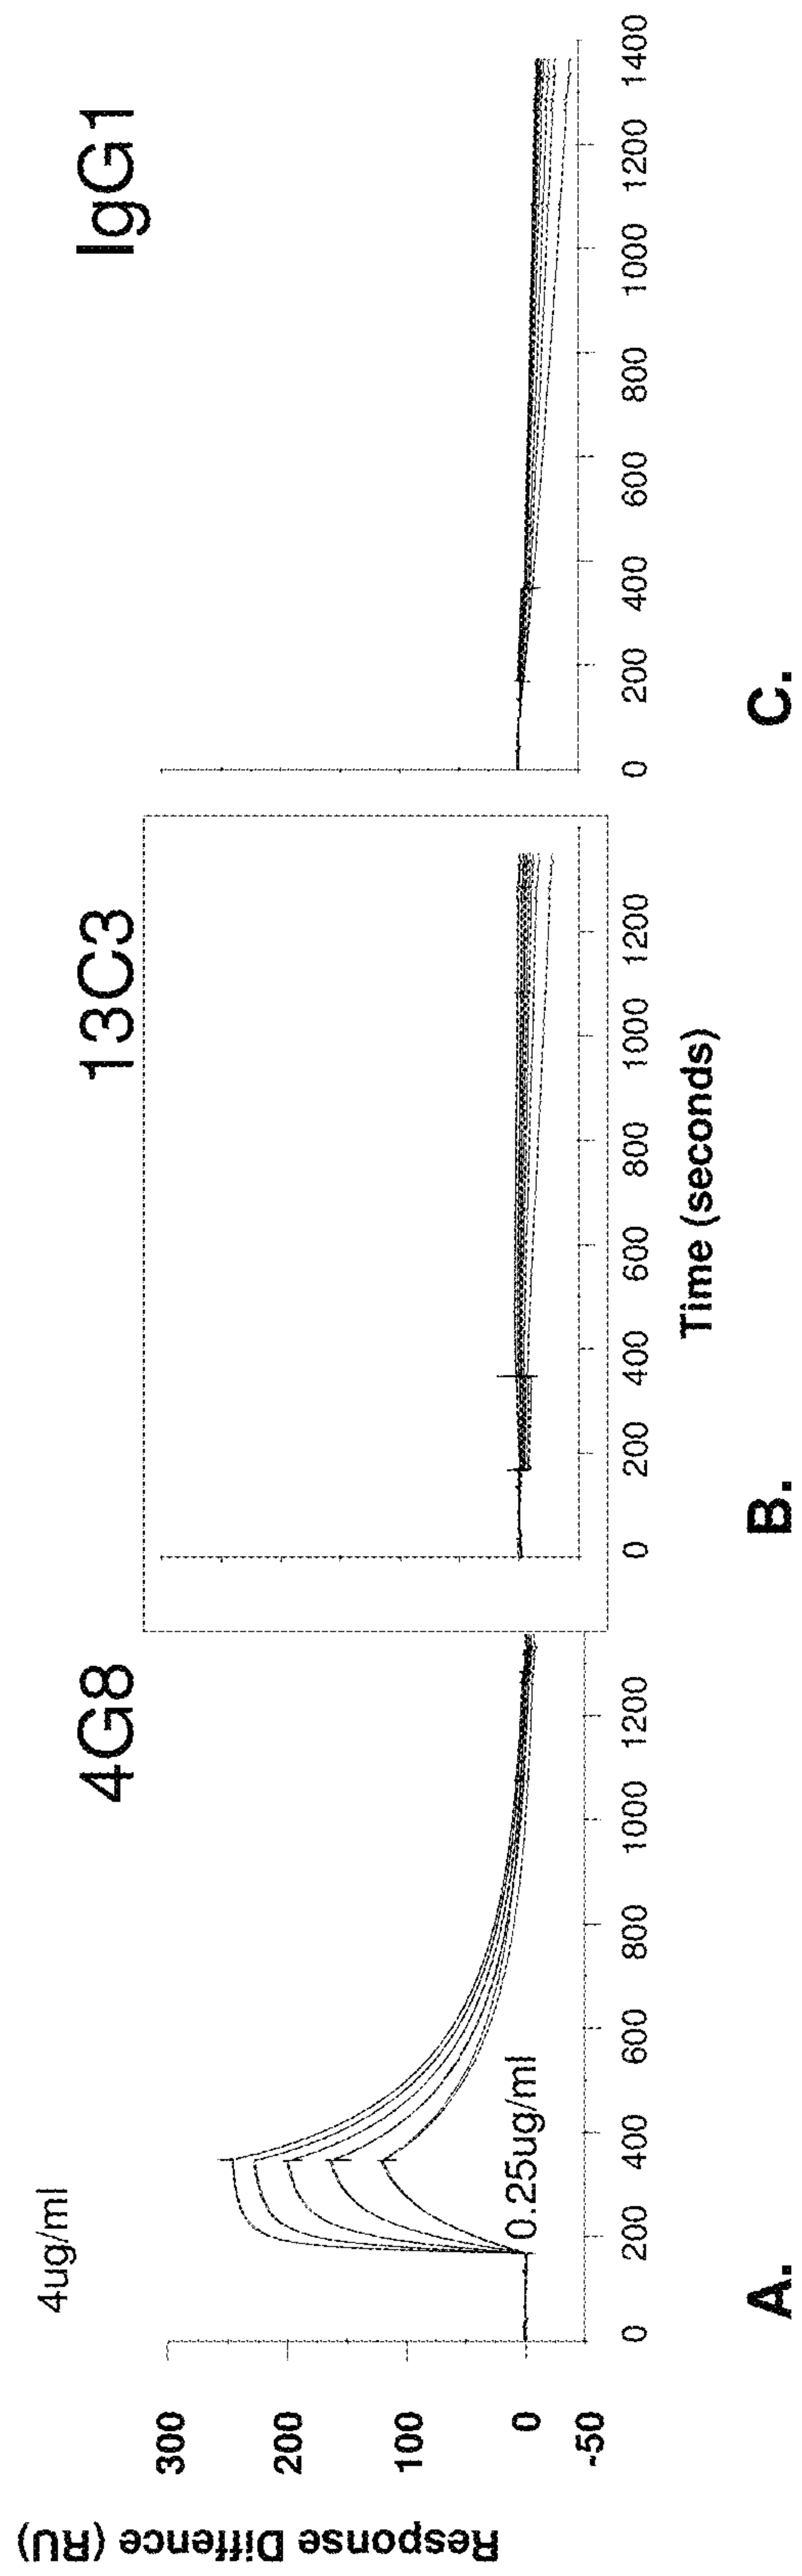 4G8
13C3
IgG1
4ug/ml
0.25ug/ml
Response Diffence (RU)
300
200
100
0
-50
0 200 400 600 800 1000 1200
0 200 400 600 800 1000 1200
0 200 400 600 800 1000 1200 1400
Time (seconds)
A.
B.
C.